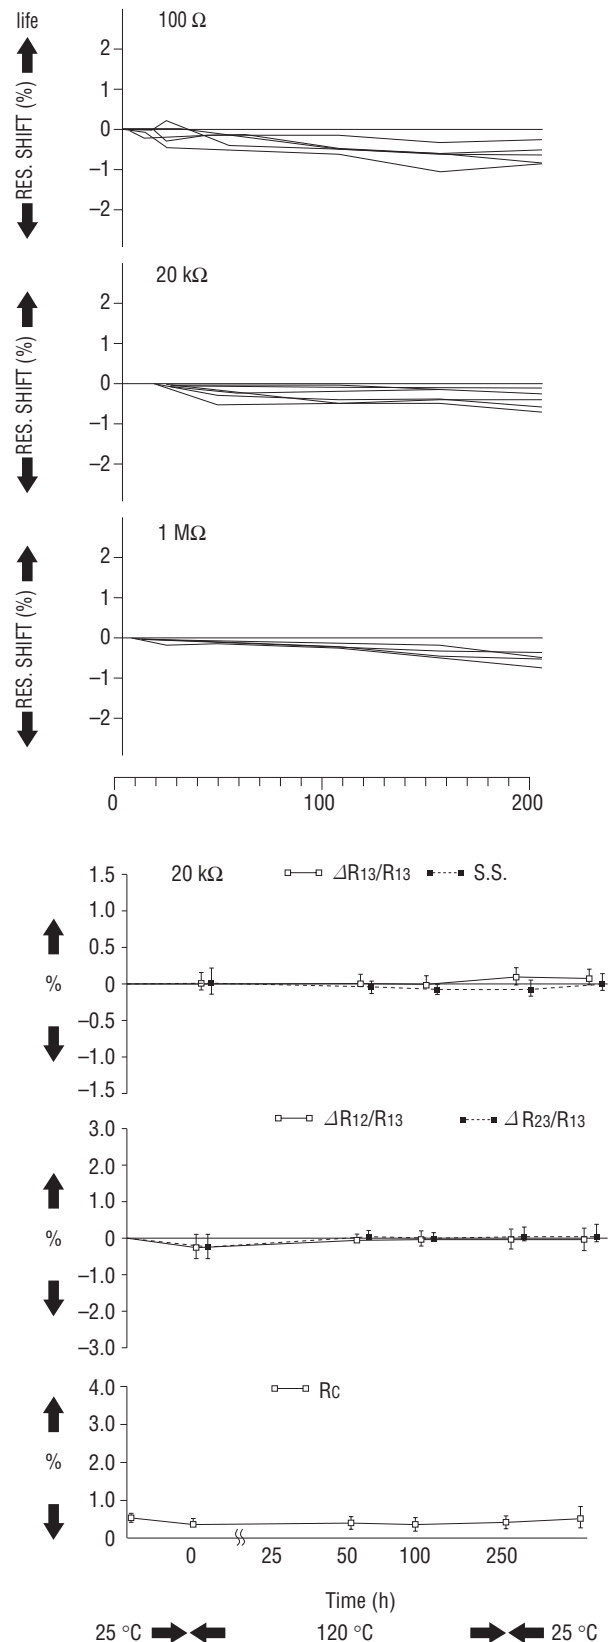 life
100 Ω
2
1
0
–1
–2
RES. SHIFT (%)
20 kΩ
2
1
0
–1
–2
RES. SHIFT (%)
1 MΩ
2
1
0
–1
–2
RES. SHIFT (%)
0 100 200
20 kΩ ΔR13/R13 S.S.
1.5
1.0
0.5
0
–0.5
–1.0
–1.5
%
ΔR12/R13 ΔR23/R13
3.0
2.0
1.0
0
–1.0
–2.0
–3.0
%
RC
4.0
3.0
2.0
1.0
0
%
0 25 50 100 250
Time (h)
25 °C 120 °C 25 °C